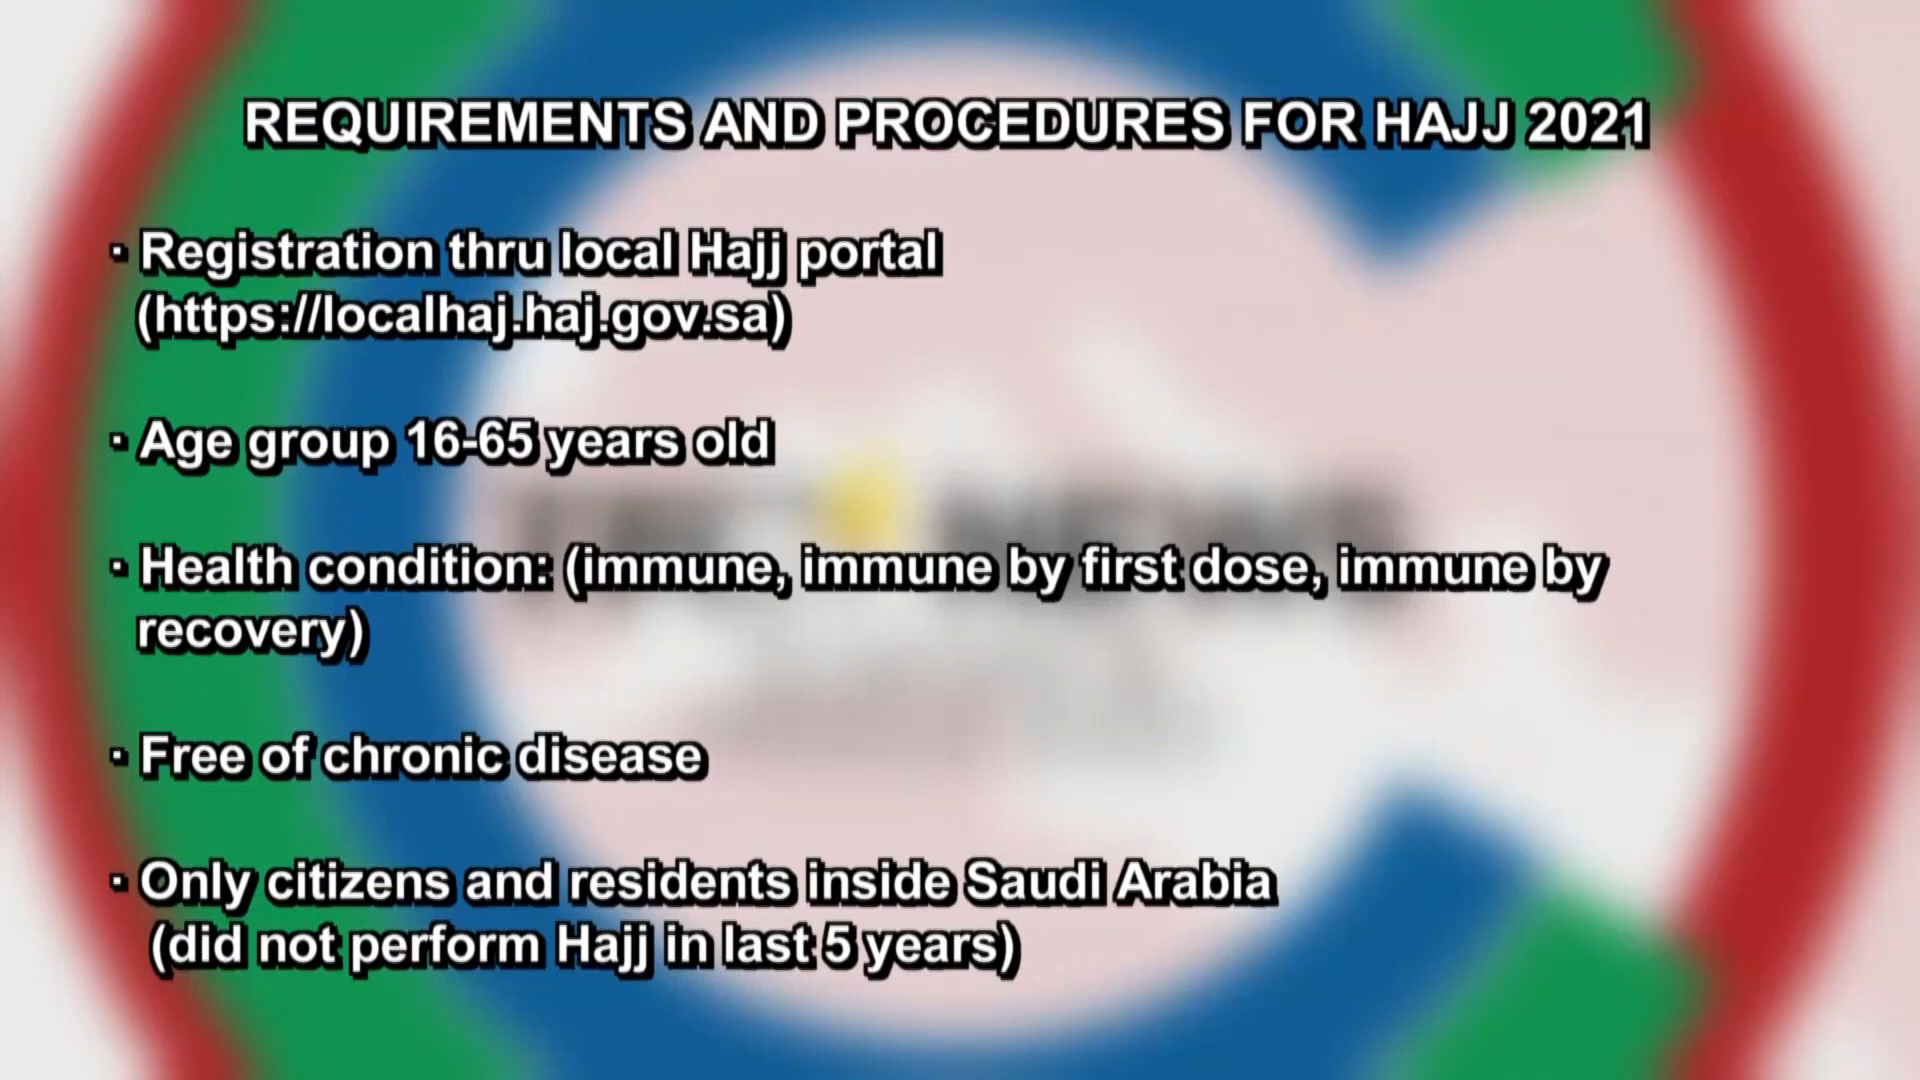 REQUIREMENTS AND PROCEDURES FOR HAJJ 2021
· Registration thru local Hajj portal
(https://localhaj.haj.gov.sa)
· Age group 16-65 years old
· Health condition: (immune, immune by first dose, immune by
recovery)
· Free of chronic disease
· Only citizens and residents inside Saudi Arabia
(did not perform Hajj in last 5 years)